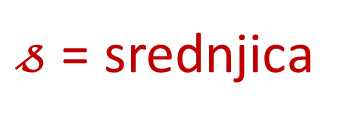 s = srednjica